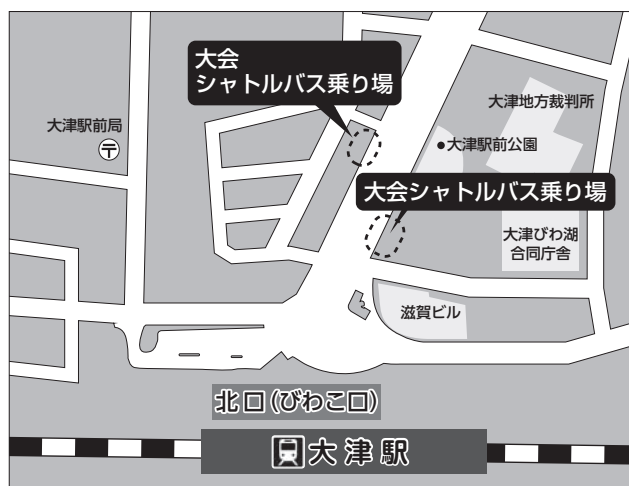 大会
シャトルバス乗り場
大津地方裁判所
大津駅前局
〒
●大津駅前公園
大会シャトルバス乗り場
大津びわ湖
合同庁舎
滋賀ビル
北口(びわこ口)
大津駅